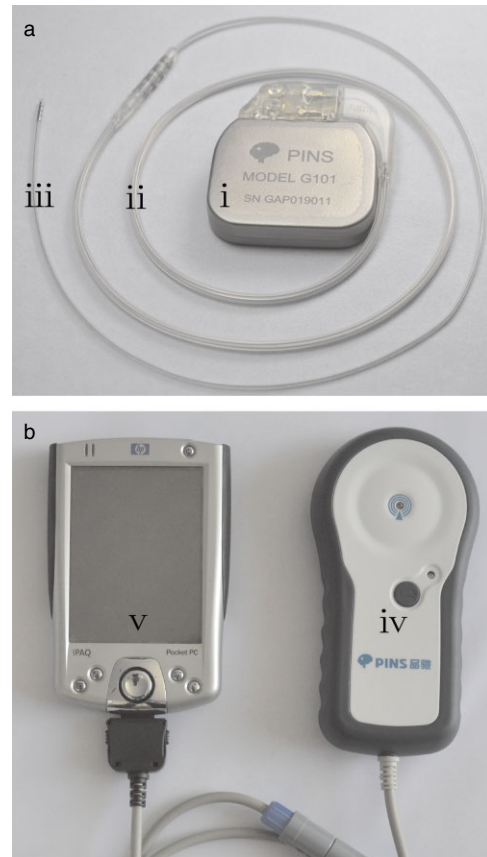 a
PINS
MODEL G101
SN GAP019011
i
ii
iii
b
hp
iPAQ
Pocket PC
v
iv
PINS 品驰